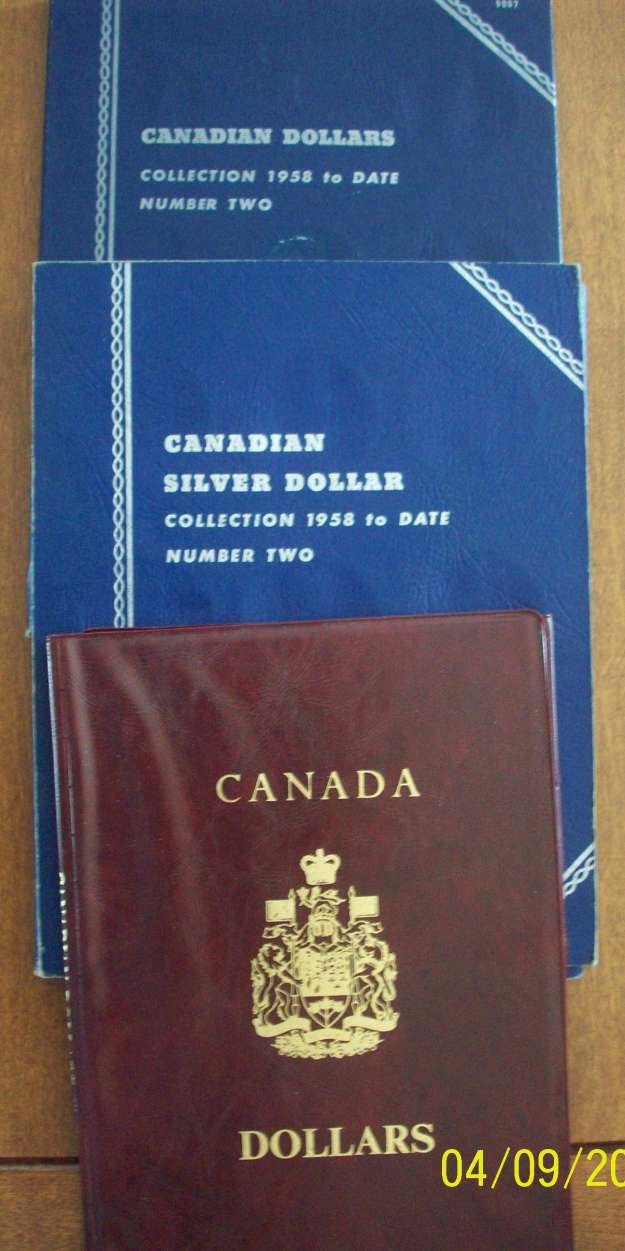 9087
CANADIAN DOLLARS
COLLECTION 1958 to DATE
NUMBER TWO
CANADIAN
SILVER DOLLAR
COLLECTION 1958 to DATE
NUMBER TWO
CANADA
DOLLARS
04/09/20